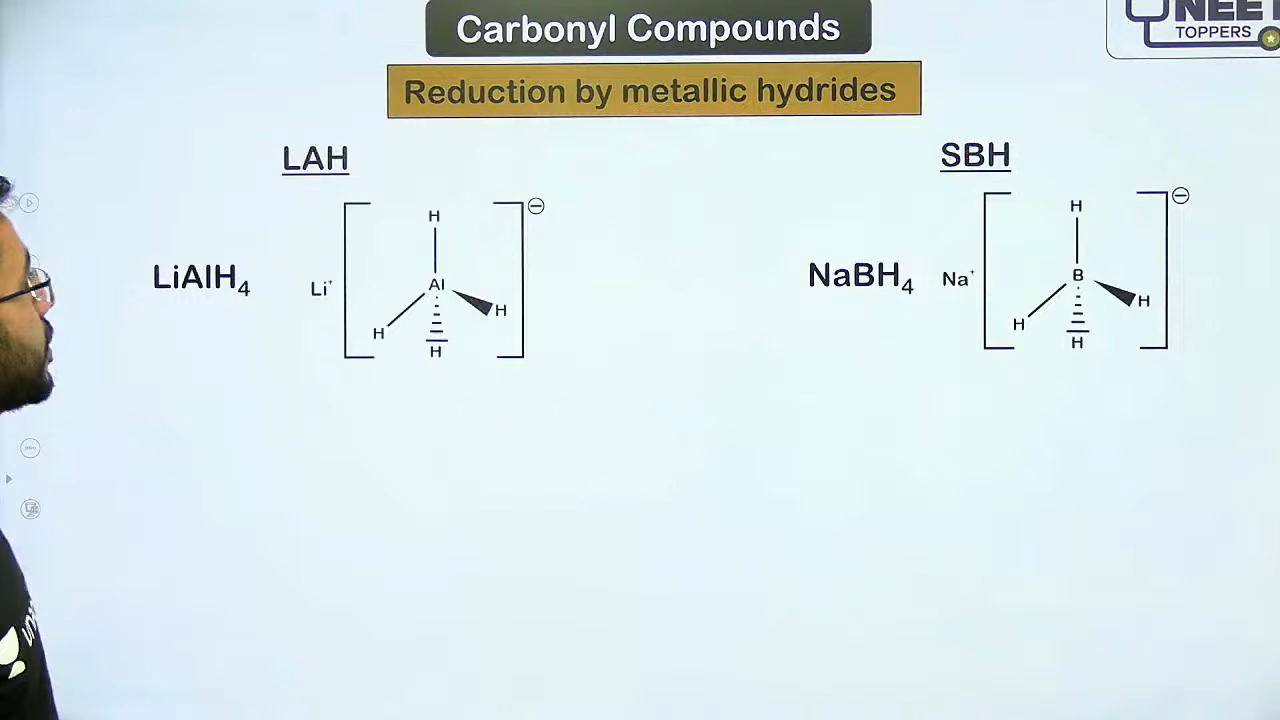 NEET
TOPPERS
Carbonyl Compounds
Reduction by metallic hydrides
LAH
LiAlH₄
Li⁺
H
Al
H
H
H
⊖
SBH
NaBH₄
Na⁺
H
B
H
H
H
⊖